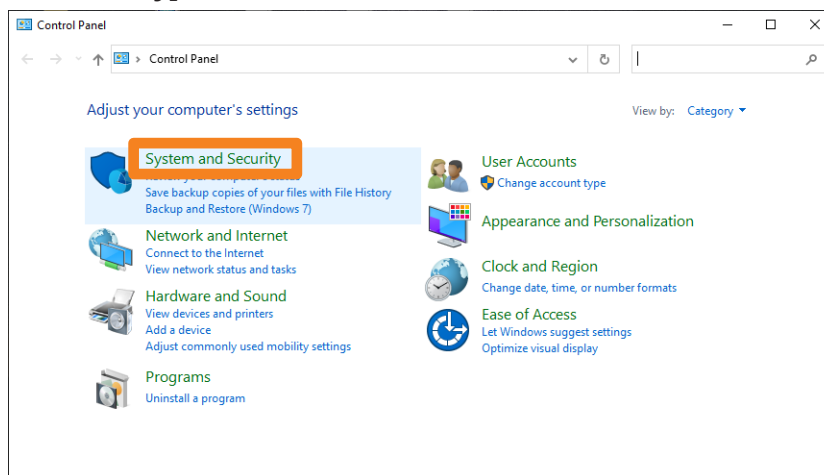 Control Panel
Control Panel
Adjust your computer's settings
View by: Category
System and Security
Save backup copies of your files with File History
Backup and Restore (Windows 7)
Network and Internet
Connect to the Internet
View network status and tasks
Hardware and Sound
View devices and printers
Add a device
Adjust commonly used mobility settings
Programs
Uninstall a program
User Accounts
Change account type
Appearance and Personalization
Clock and Region
Change date, time, or number formats
Ease of Access
Let Windows suggest settings
Optimize visual display